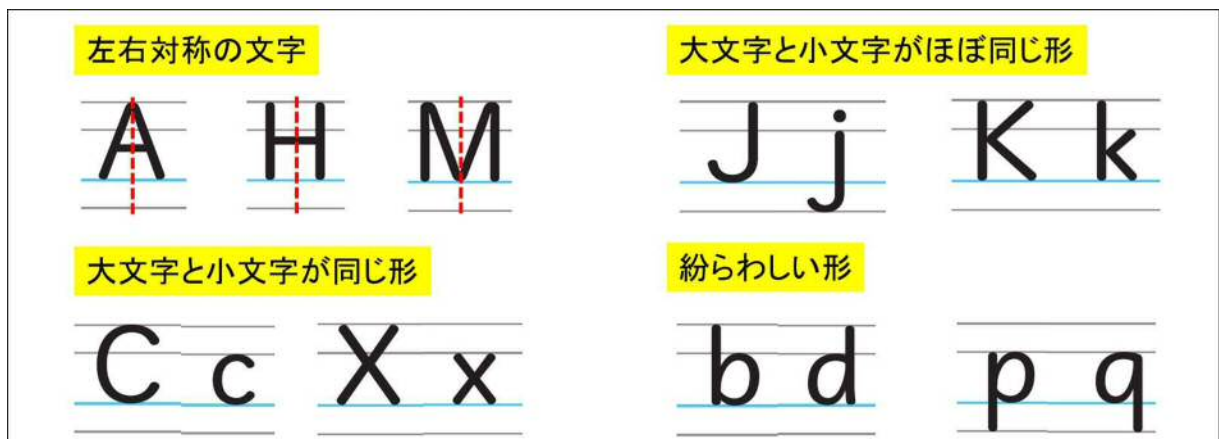 左右対称の文字
A H M
大文字と小文字がほぼ同じ形
J j K k
大文字と小文字が同じ形
C c X x
紛らわしい形
b d p q